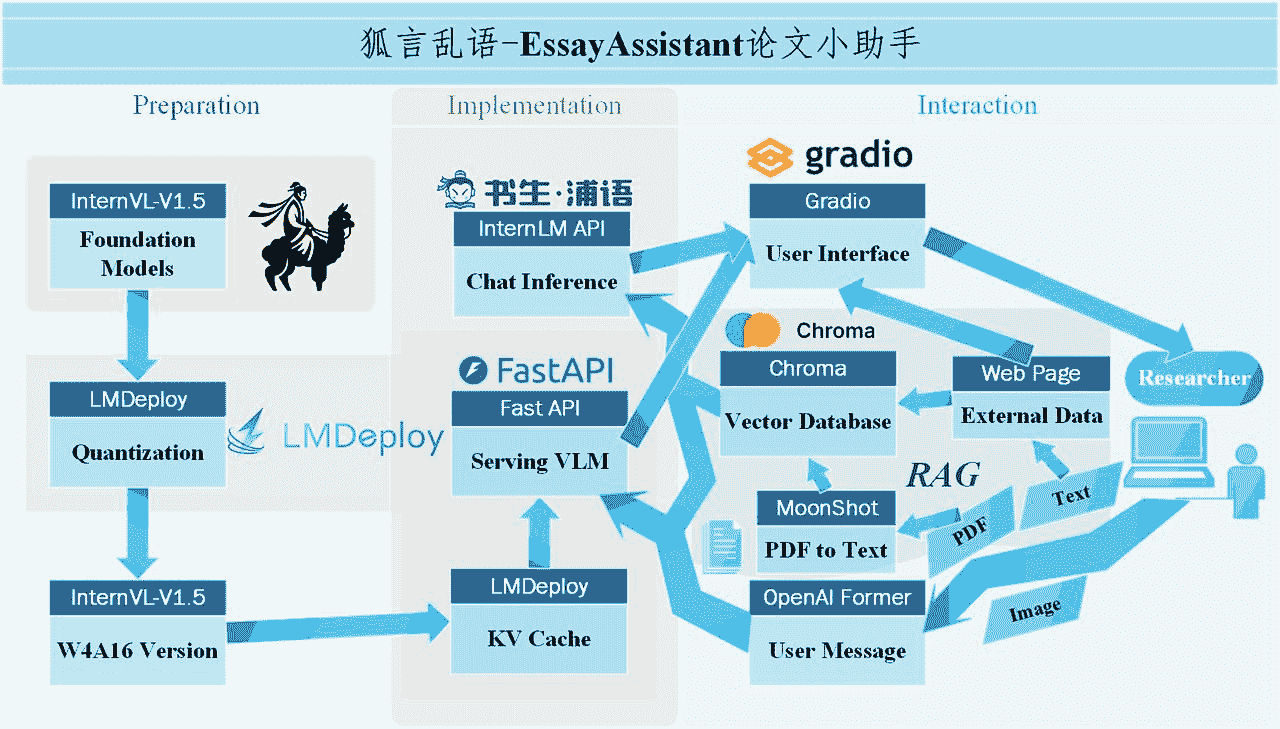 狐言乱语-EssayAssistant论文小助手
Preparation
Implementation
Interaction
InternVL-V1.5
Foundation
Models
LMDeploy
Quantization
LMDeploy
InternVL-V1.5
W4A16 Version
书生·浦语
InternLM API
Chat Inference
FastAPI
Fast API
Serving VLM
LMDeploy
KV Cache
gradio
Gradio
User Interface
Chroma
Chroma
Vector Database
Web Page
External Data
RAG
MoonShot
PDF to Text
PDF
Text
OpenAI Former
User Message
Image
Researcher